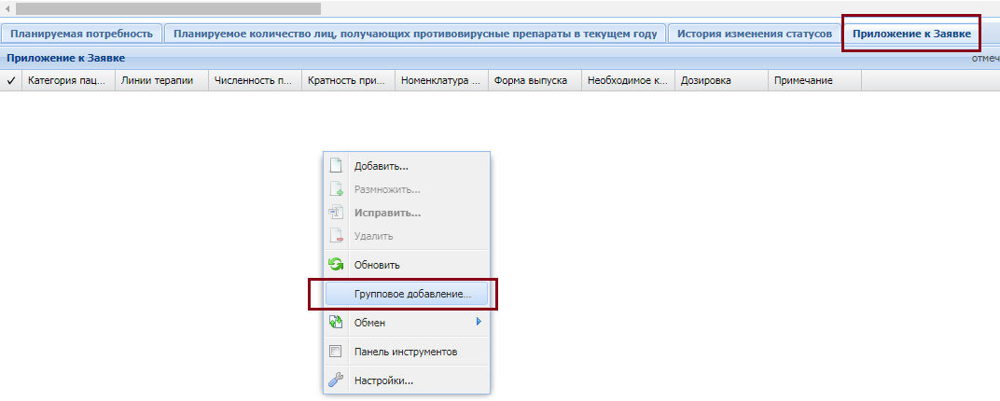 Планируемая потребность
Планируемое количество лиц, получающих противовирусные препараты в текущем году
История изменения статусов
Приложение к Заявке
Приложение к Заявке
отмеч
Категория пац...
Линии терапии
Численность п...
Кратность при...
Номенклатура ...
Форма выпуска
Необходимое к...
Дозировка
Примечание
Добавить...
Размножить...
Исправить...
Удалить
Обновить
Групповое добавление...
Обмен
Панель инструментов
Настройки...